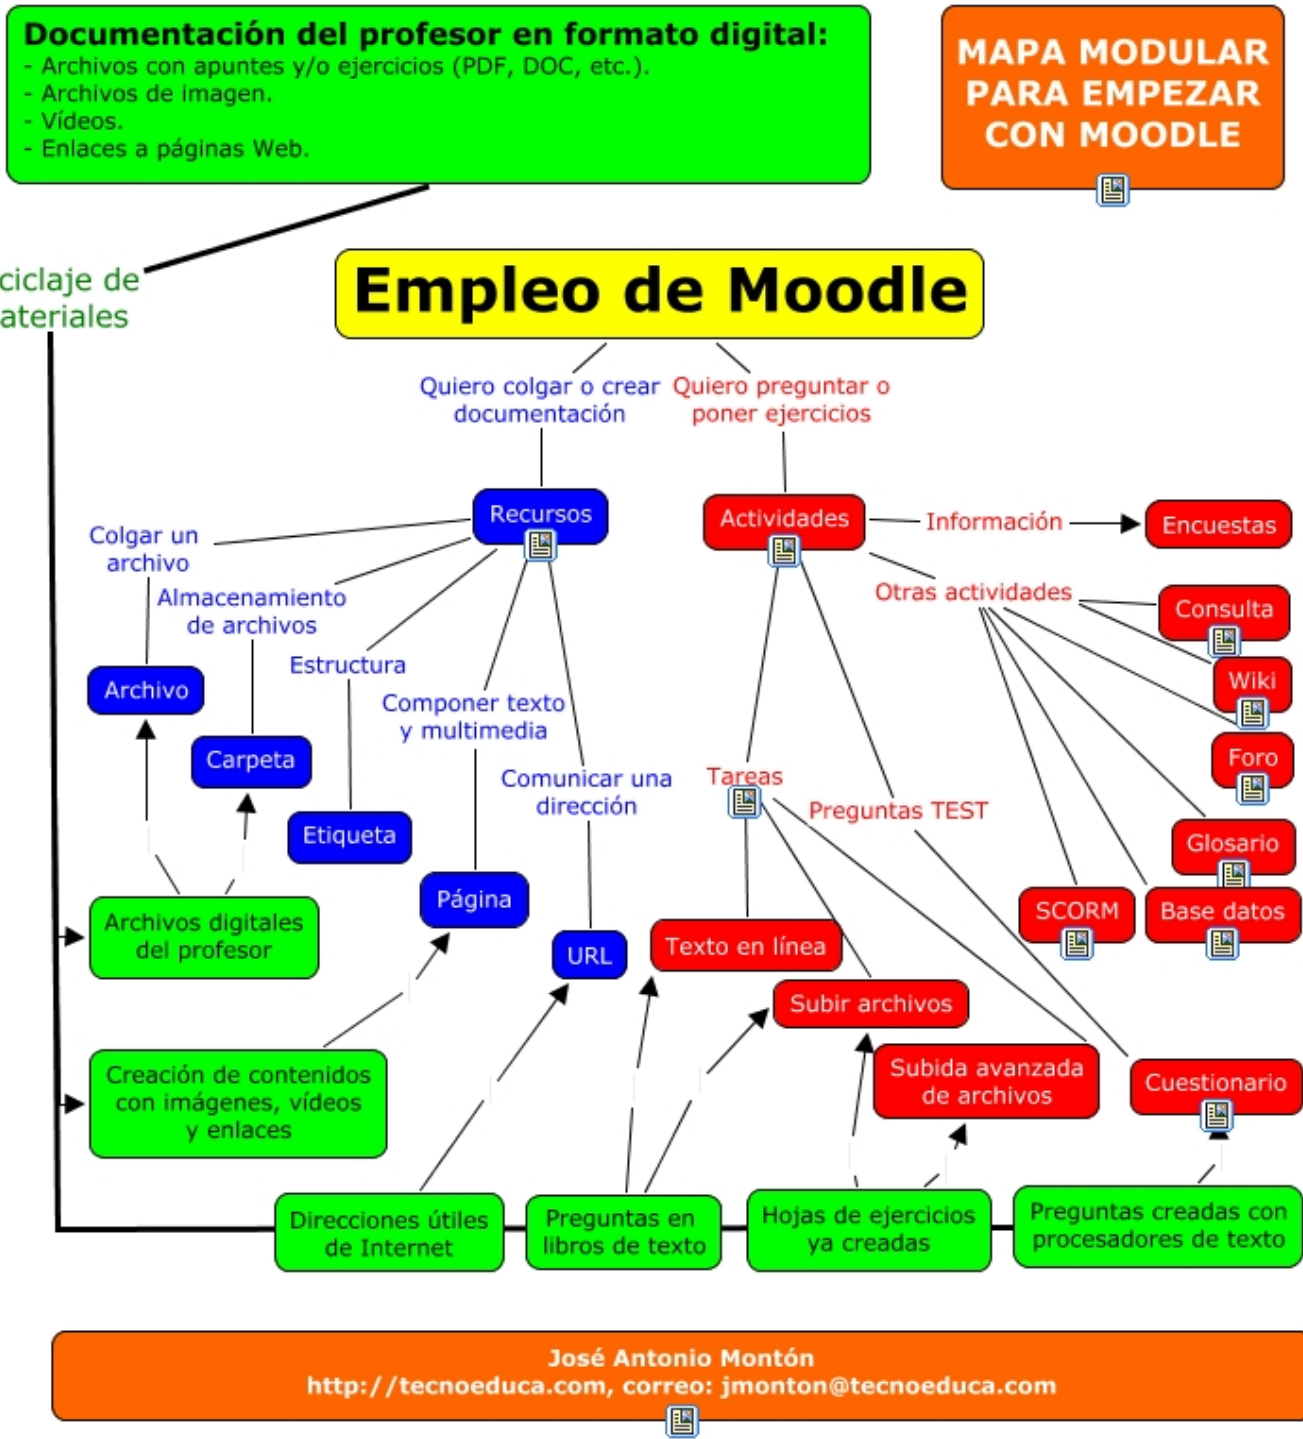 Documentación del profesor en formato digital:
- Archivos con apuntes y/o ejercicios (PDF, DOC, etc.).
- Archivos de imagen.
- Vídeos.
- Enlaces a páginas Web.
MAPA MODULAR
PARA EMPEZAR
CON MOODLE
ciclaje de
ateriales
Empleo de Moodle
Quiero colgar o crear
documentación
Quiero preguntar o
poner ejercicios
Recursos
Actividades
Información
Encuestas
Colgar un
archivo
Almacenamiento
de archivos
Estructura
Componer texto
y multimedia
Comunicar una
dirección
Otras actividades
Consulta
Wiki
Foro
Glosario
SCORM
Base datos
Archivo
Carpeta
Etiqueta
Página
URL
Tareas
Preguntas TEST
Texto en línea
Subir archivos
Subida avanzada
de archivos
Cuestionario
Archivos digitales
del profesor
Creación de contenidos
con imágenes, vídeos
y enlaces
Direcciones útiles
de Internet
Preguntas en
libros de texto
Hojas de ejercicios
ya creadas
Preguntas creadas con
procesadores de texto
José Antonio Montón
http://tecnoeduca.com, correo: jmonton@tecnoeduca.com